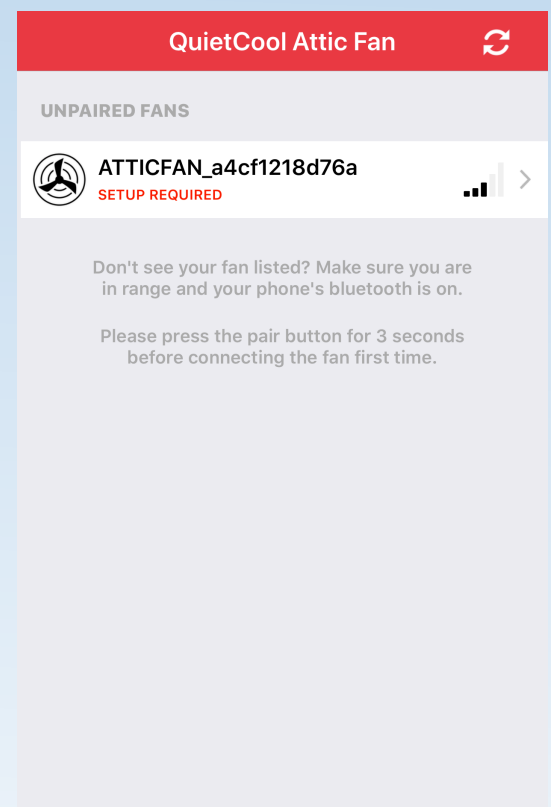 QuietCool Attic Fan
UNPAIRED FANS
ATTICFAN_a4cf1218d76a
SETUP REQUIRED
Don't see your fan listed? Make sure you are
in range and your phone's bluetooth is on.
Please press the pair button for 3 seconds
before connecting the fan first time.